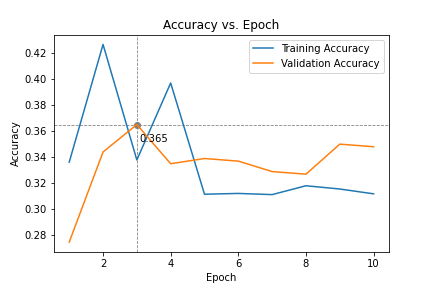 Accuracy vs. Epoch
Training Accuracy
Validation Accuracy
0.42
0.40
0.38
0.36
0.34
0.32
0.30
0.28
Accuracy
0.365
2
4
6
8
10
Epoch